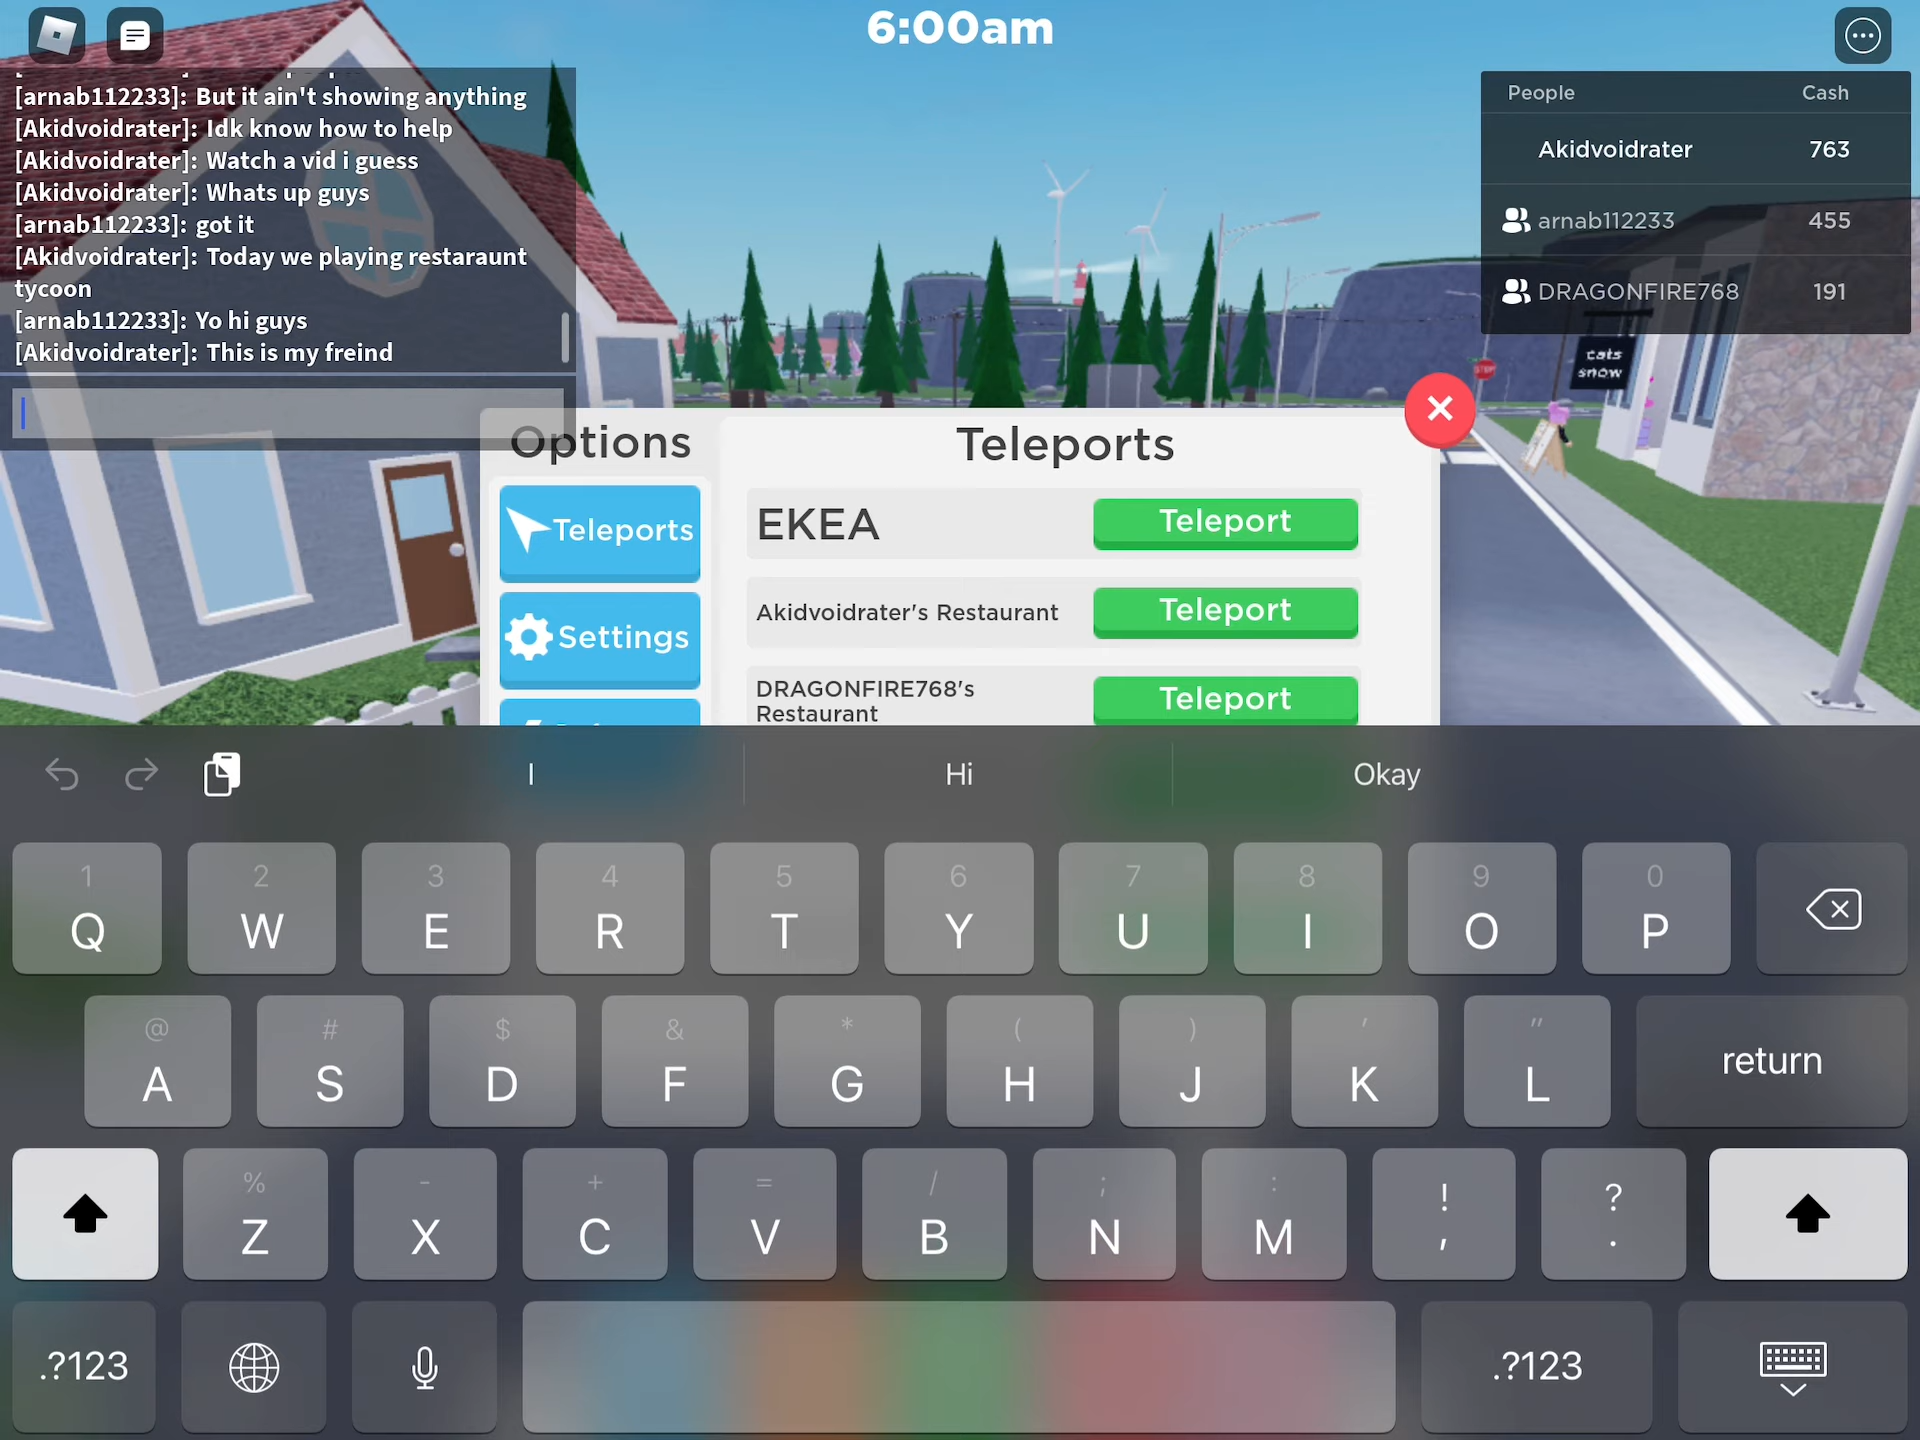 6:00am
[arnab112233]: But it ain't showing anything
[Akidvoidrater]: Idk know how to help
[Akidvoidrater]: Watch a vid i guess
[Akidvoidrater]: Whats up guys
[arnab112233]: got it
[Akidvoidrater]: Today we playing restaraunt
tycoon
[arnab112233]: Yo hi guys
[Akidvoidrater]: This is my freind
People Cash
Akidvoidrater 763
arnab112233 455
DRAGONFIRE768 191
cats
snow
STOP
Options
Teleports
Settings
Teleports
EKEA Teleport
Akidvoidrater's Restaurant Teleport
DRAGONFIRE768's
Restaurant
Teleport
I Hi Okay
1 2 3 4 5 6 7 8 9 0
Q W E R T Y U I O P
@ # $ & * ( ) ' "
A S D F G H J K L return
% - + = / ; : ! ?
Z X C V B N M , .
.?123 .?123